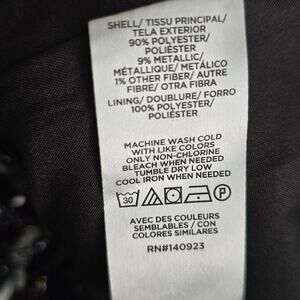 SHELL/ TISSU PRINCIPAL/
TELA EXTERIOR
90% POLYESTER/
POLIÉSTER
9% METALLIC/
MÉTALLIQUE/ METÁLICO
1% OTHER FIBER/ AUTRE
FIBRE/ OTRA FIBRA
LINING/ DOUBLURE/ FORRO
100% POLYESTER/
POLIÉSTER
MACHINE WASH COLD
WITH LIKE COLORS
ONLY NON-CHLORINE
BLEACH WHEN NEEDED
TUMBLE DRY LOW
COOL IRON WHEN NEEDED
30 P
AVEC DES COULEURS
SEMBLABLES / CON
COLORES SIMILARES
RN#140923